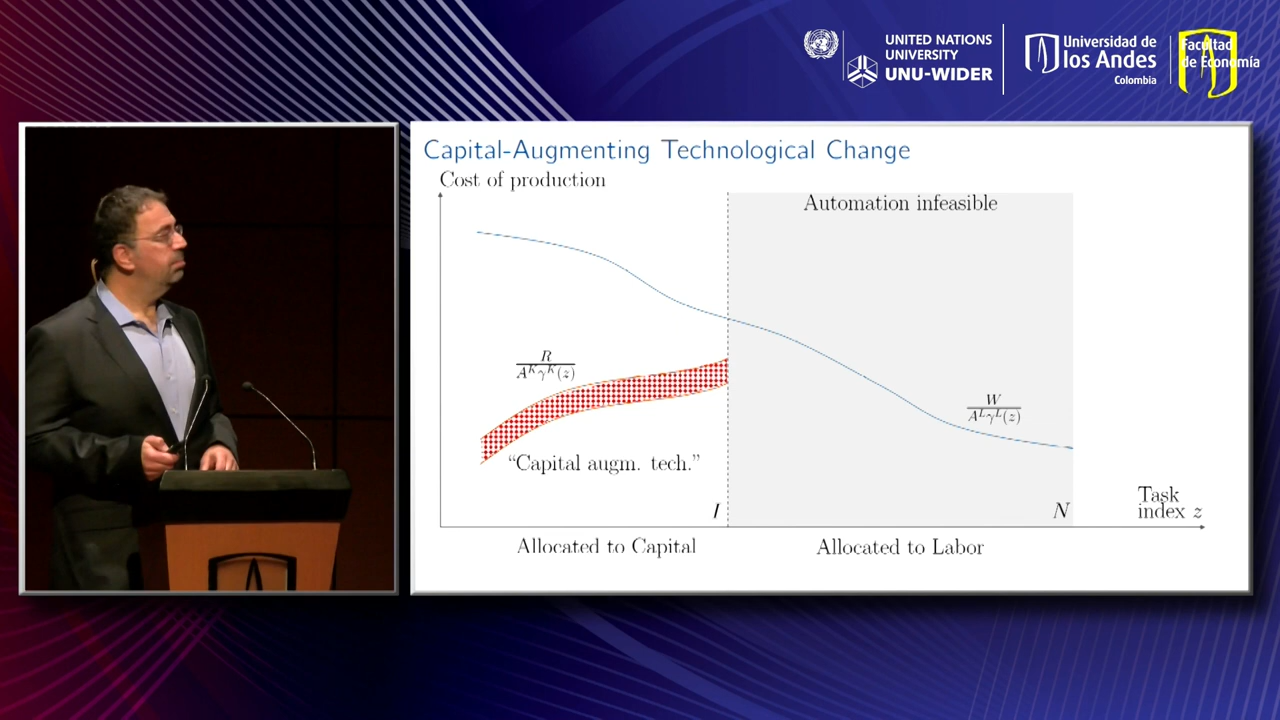 UNITED NATIONS
UNIVERSITY
UNU-WIDER
Universidad de
los Andes
Colombia
Facultad
de Economía
Capital-Augmenting Technological Change
Cost of production
Automation infeasible
R
A^K γ^K(z)
W
A^L γ^L(z)
“Capital augm. tech.”
I
N
Task
index z
Allocated to Capital
Allocated to Labor